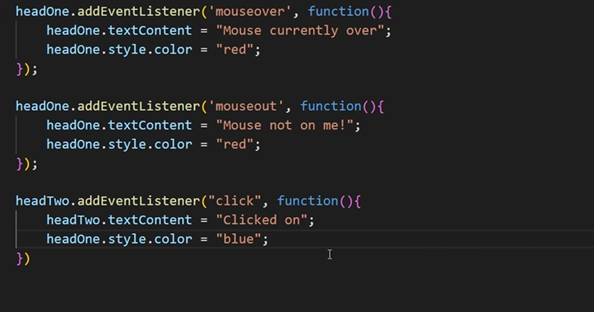 headOne.addEventListener('mouseover', function(){
    headOne.textContent = "Mouse currently over";
    headOne.style.color = "red";
});

headOne.addEventListener('mouseout', function(){
    headOne.textContent = "Mouse not on me!";
    headOne.style.color = "red";
});

headTwo.addEventListener("click", function(){
    headTwo.textContent = "Clicked on";
    headOne.style.color = "blue";
})